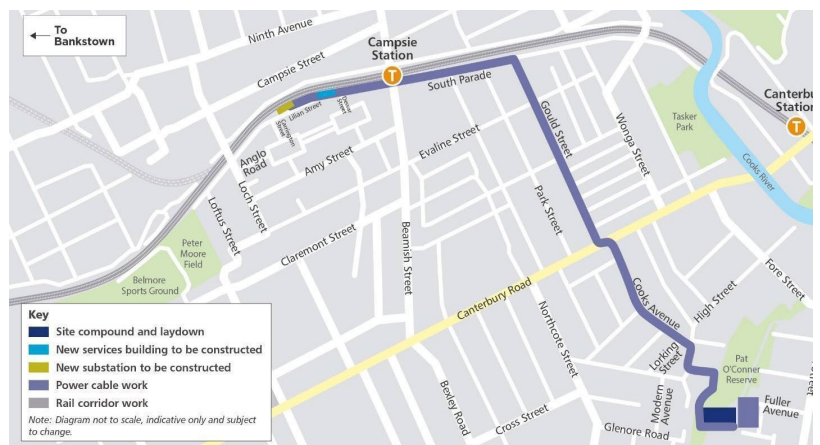 To
Bankstown
Ninth Avenue
Campsie Street
Campsie
Station
T
South Parade
Lilian Street
Dewar
Street
Carrington
Street
Anglo
Road
Amy Street
Evaline Street
Gould Street
Wonga Street
Tasker
Park
Canterbu
Station
T
Cooks River
Loch Street
Loftus Street
Park Street
Peter
Moore
Field
Claremont Street
Beamish Street
Belmore
Sports Ground
Canterbury Road
Cooks Avenue
High Street
Fore Street
Northcote Street
Lorking
Street
Pat
O'Conner
Reserve
Bexley Road
Modern
Avenue
Fuller
Avenue
Cross Street
Glenore Road
Key
Site compound and laydown
New services building to be constructed
New substation to be constructed
Power cable work
Rail corridor work
Note: Diagram not to scale, indicative only and subject
to change.